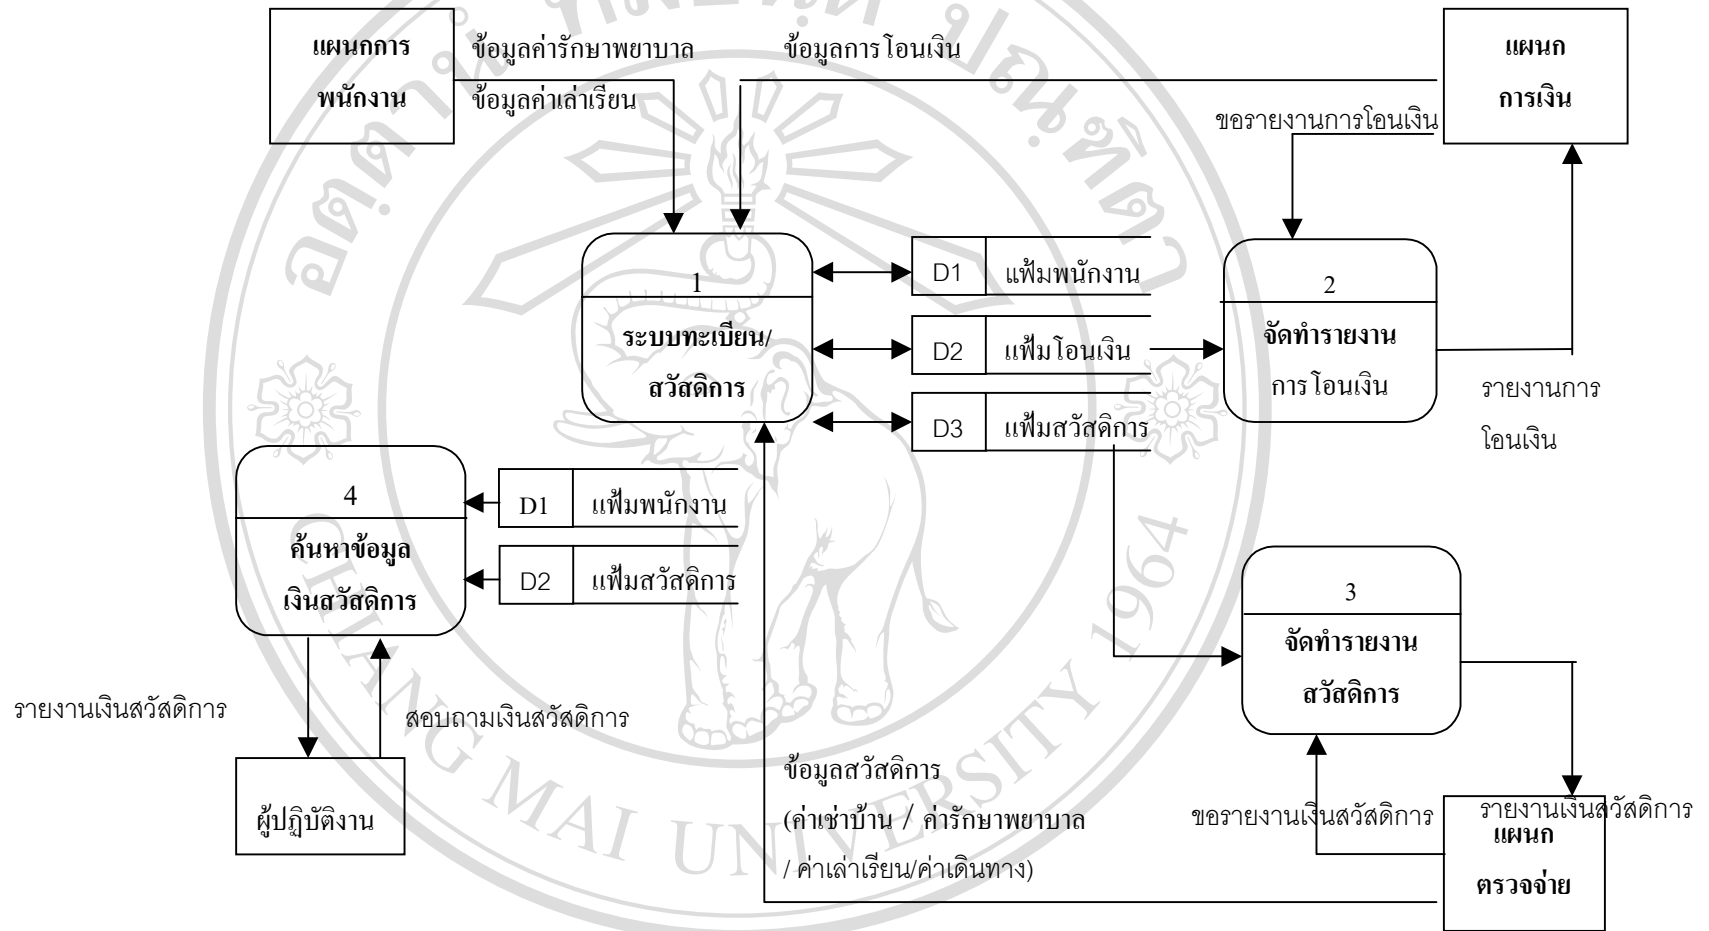 แผนกการ
พนักงาน
ข้อมูลค่ารักษาพยาบาล
ข้อมูลค่าเล่าเรียน
ข้อมูลการโอนเงิน
แผนก
การเงิน
ขอรายงานการโอนเงิน
1
ระบบทะเบียน/
สวัสดิการ
D1 แฟ้มพนักงาน
D2 แฟ้มโอนเงิน
D3 แฟ้มสวัสดิการ
2
จัดทำรายงาน
การโอนเงิน
รายงานการ
โอนเงิน
4
ค้นหาข้อมูล
เงินสวัสดิการ
D1 แฟ้มพนักงาน
D2 แฟ้มสวัสดิการ
3
จัดทำรายงาน
สวัสดิการ
รายงานเงินสวัสดิการ
สอบถามเงินสวัสดิการ
ผู้ปฏิบัติงาน
ข้อมูลสวัสดิการ
(ค่าเช่าบ้าน / ค่ารักษาพยาบาล
/ ค่าเล่าเรียน/ค่าเดินทาง)
ขอรายงานเงินสวัสดิการ
รายงานเงินสวัสดิการ
แผนก
ตรวจจ่าย
CHIANG MAI UNIVERSITY 1964